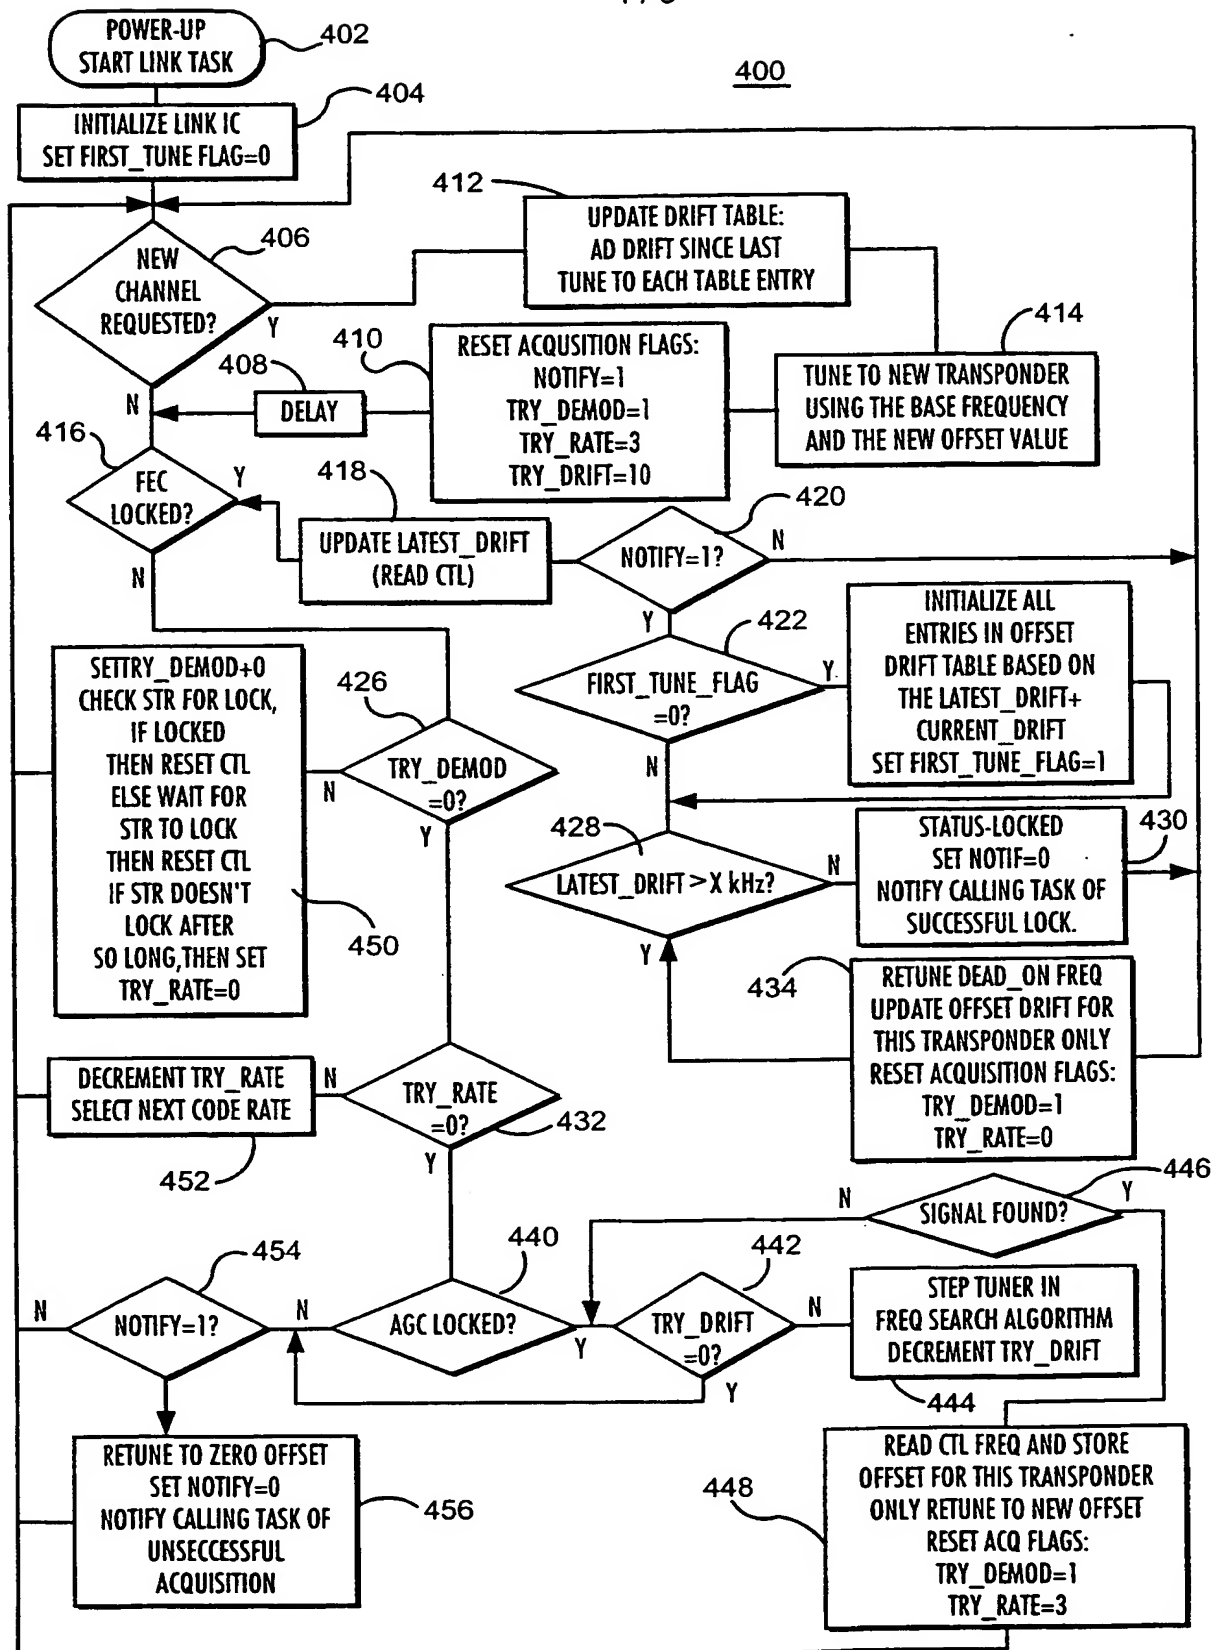 POWER-UP
START LINK TASK
402
400
404
INITIALIZE LINK IC
SET FIRST_TUNE FLAG=0
412
UPDATE DRIFT TABLE:
AD DRIFT SINCE LAST
TUNE TO EACH TABLE ENTRY
406
NEW
CHANNEL
REQUESTED?
Y
N
414
TUNE TO NEW TRANSPONDER
USING THE BASE FREQUENCY
AND THE NEW OFFSET VALUE
410
RESET ACQUSITION FLAGS:
NOTIFY=1
TRY_DEMOD=1
TRY_RATE=3
TRY_DRIFT=10
408
DELAY
416
FEC
LOCKED?
Y
N
418
UPDATE LATEST_DRIFT
(READ CTL)
420
NOTIFY=1?
N
Y
422
FIRST_TUNE_FLAG
=0?
Y
N
INITIALIZE ALL
ENTRIES IN OFFSET
DRIFT TABLE BASED ON
THE LATEST_DRIFT+
CURRENT_DRIFT
SET FIRST_TUNE_FLAG=1
SETTRY_DEMOD+0
CHECK STR FOR LOCK,
IF LOCKED
THEN RESET CTL
ELSE WAIT FOR
STR TO LOCK
THEN RESET CTL
IF STR DOESN'T
LOCK AFTER
SO LONG,THEN SET
TRY_RATE=0
450
426
TRY_DEMOD
=0?
N
Y
428
LATEST_DRIFT>X kHz?
N
Y
STATUS-LOCKED
SET NOTIF=0
NOTIFY CALLING TASK OF
SUCCESSFUL LOCK.
430
434
RETUNE DEAD_ON FREQ
UPDATE OFFSET DRIFT FOR
THIS TRANSPONDER ONLY
RESET ACQUISITION FLAGS:
TRY_DEMOD=1
TRY_RATE=0
DECREMENT TRY_RATE
SELECT NEXT CODE RATE
452
N
TRY_RATE
=0?
432
Y
446
SIGNAL FOUND?
N
Y
454
NOTIFY=1?
N
440
AGC LOCKED?
N
Y
442
TRY_DRIFT
=0?
N
Y
STEP TUNER IN
FREQ SEARCH ALGORITHM
DECREMENT TRY_DRIFT
444
RETUNE TO ZERO OFFSET
SET NOTIFY=0
NOTIFY CALLING TASK OF
UNSECCESSFUL
ACQUISITION
456
448
READ CTL FREQ AND STORE
OFFSET FOR THIS TRANSPONDER
ONLY RETUNE TO NEW OFFSET
RESET ACQ FLAGS:
TRY_DEMOD=1
TRY_RATE=3